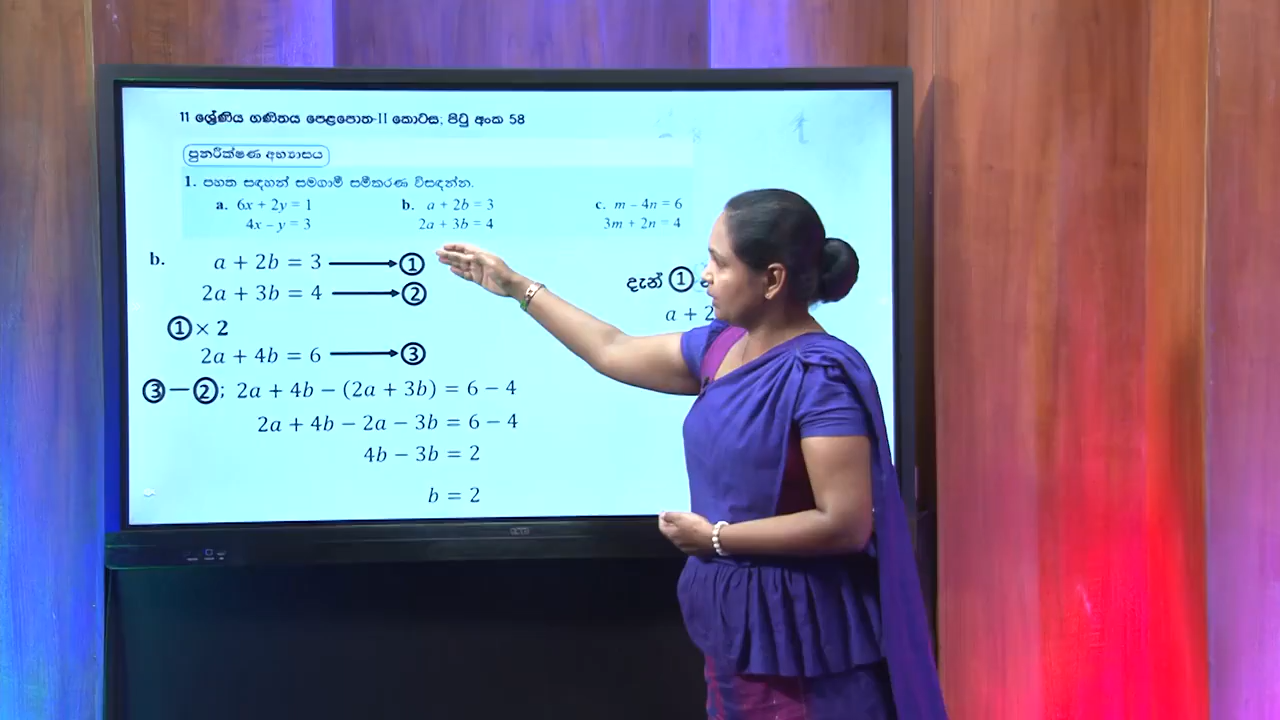 11 ශ්‍රේණිය ගණිතය පෙළපොත-II කොටස; පිටු අංක 58
පුනරීක්ෂණ අභ්‍යාසය
1. පහත සඳහන් සමගාමී සමීකරණ විසඳන්න.
a. 6x + 2y = 1 b. a + 2b = 3 c. m – 4n = 6
4x – y = 3 2a + 3b = 4 3m + 2n = 4
b. a + 2b = 3 ⟶ ①
2a + 3b = 4 ⟶ ②
① × 2
2a + 4b = 6 ⟶ ③
③ − ②; 2a + 4b − (2a + 3b) = 6 − 4
2a + 4b − 2a − 3b = 6 − 4
4b − 3b = 2
b = 2
දැන් ①
a + 2